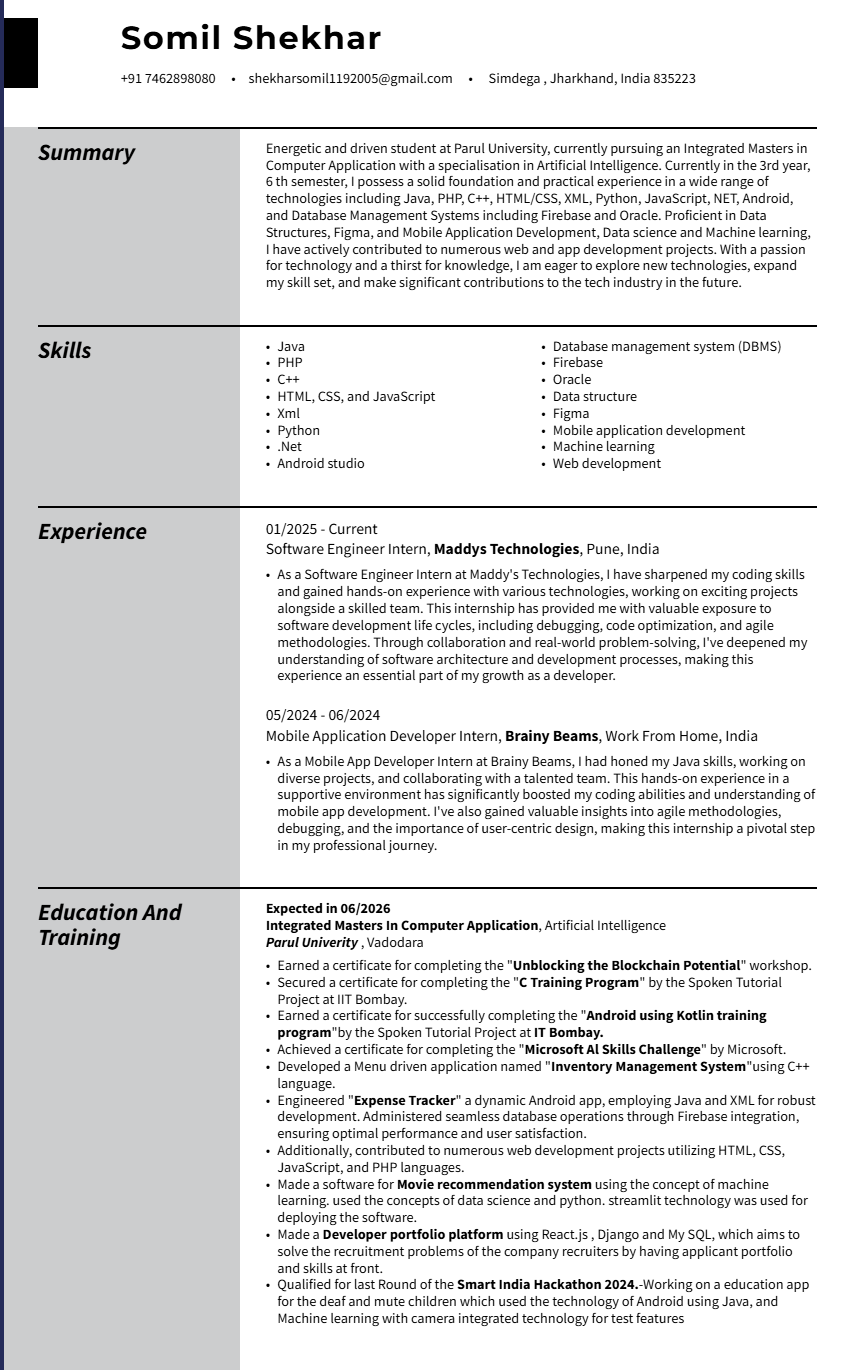 Somil Shekhar
+91 7462898080 • shekharsomil1192005@gmail.com • Simdega , Jharkhand, India 835223
Summary
Energetic and driven student at Parul University, currently pursuing an Integrated Masters in
Computer Application with a specialisation in Artificial Intelligence. Currently in the 3rd year,
6 th semester, I possess a solid foundation and practical experience in a wide range of
technologies including Java, PHP, C++, HTML/CSS, XML, Python, JavaScript, NET, Android,
and Database Management Systems including Firebase and Oracle. Proficient in Data
Structures, Figma, and Mobile Application Development, Data science and Machine learning,
I have actively contributed to numerous web and app development projects. With a passion
for technology and a thirst for knowledge, I am eager to explore new technologies, expand
my skill set, and make significant contributions to the tech industry in the future.
Skills
• Java
• PHP
• C++
• HTML, CSS, and JavaScript
• Xml
• Python
• .Net
• Android studio
• Database management system (DBMS)
• Firebase
• Oracle
• Data structure
• Figma
• Mobile application development
• Machine learning
• Web development
Experience
01/2025 - Current
Software Engineer Intern, Maddys Technologies, Pune, India
• As a Software Engineer Intern at Maddy's Technologies, I have sharpened my coding skills
and gained hands-on experience with various technologies, working on exciting projects
alongside a skilled team. This internship has provided me with valuable exposure to
software development life cycles, including debugging, code optimization, and agile
methodologies. Through collaboration and real-world problem-solving, I've deepened my
understanding of software architecture and development processes, making this
experience an essential part of my growth as a developer.
05/2024 - 06/2024
Mobile Application Developer Intern, Brainy Beams, Work From Home, India
• As a Mobile App Developer Intern at Brainy Beams, I had honed my Java skills, working on
diverse projects, and collaborating with a talented team. This hands-on experience in a
supportive environment has significantly boosted my coding abilities and understanding of
mobile app development. I've also gained valuable insights into agile methodologies,
debugging, and the importance of user-centric design, making this internship a pivotal step
in my professional journey.
Education And
Training
Expected in 06/2026
Integrated Masters In Computer Application, Artificial Intelligence
Parul Univerity , Vadodara
• Earned a certificate for completing the "Unblocking the Blockchain Potential" workshop.
• Secured a certificate for completing the "C Training Program" by the Spoken Tutorial
Project at IIT Bombay.
• Earned a certificate for successfully completing the "Android using Kotlin training
program"by the Spoken Tutorial Project at IT Bombay.
• Achieved a certificate for completing the "Microsoft Al Skills Challenge" by Microsoft.
• Developed a Menu driven application named "Inventory Management System"using C++
language.
• Engineered "Expense Tracker" a dynamic Android app, employing Java and XML for robust
development. Administered seamless database operations through Firebase integration,
ensuring optimal performance and user satisfaction.
• Additionally, contributed to numerous web development projects utilizing HTML, CSS,
JavaScript, and PHP languages.
• Made a software for Movie recommendation system using the concept of machine
learning. used the concepts of data science and python. streamlit technology was used for
deploying the software.
• Made a Developer portfolio platform using React.js , Django and My SQL, which aims to
solve the recruitment problems of the company recruiters by having applicant portfolio
and skills at front.
• Qualified for last Round of the Smart India Hackathon 2024.-Working on a education app
for the deaf and mute children which used the technology of Android using Java, and
Machine learning with camera integrated technology for test features